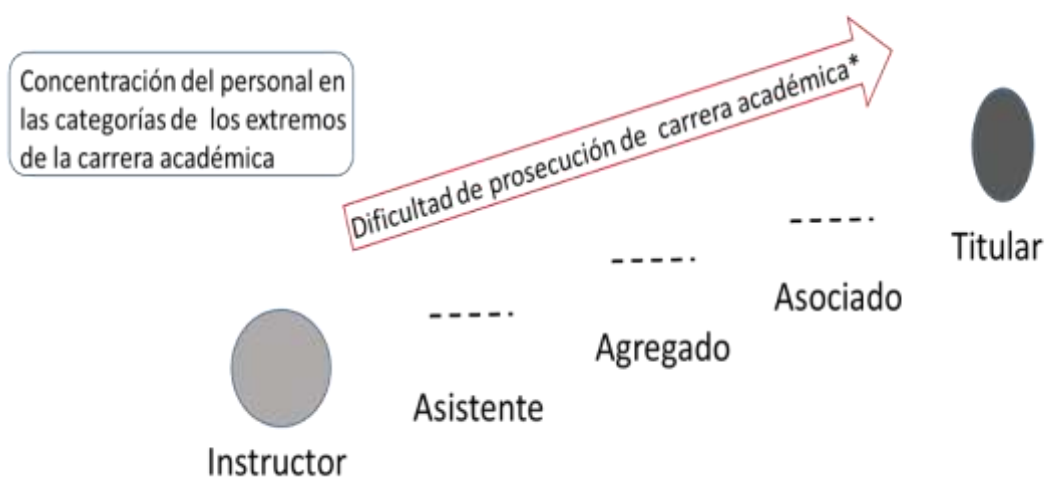 Concentración del personal en
las categorías de los extremos
de la carrera académica
Dificultad de prosecución de carrera académica*
Titular
Asociado
Agregado
Asistente
Instructor